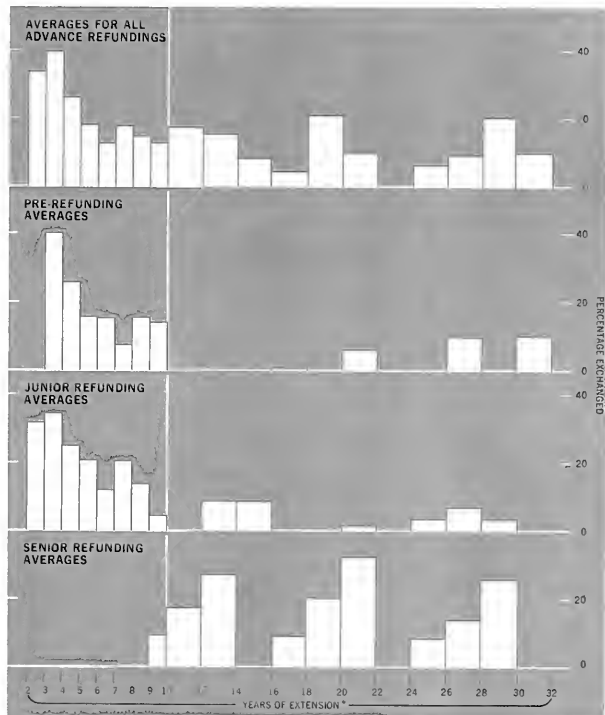 AVERAGES FOR ALL
ADVANCE REFUNDINGS
40
0
0
PRE-REFUNDING
AVERAGES
40
20
0
JUNIOR REFUNDING
AVERAGES
40
20
0
SENIOR REFUNDING
AVERAGES
20
0
PERCENTAGE EXCHANGED
2 3 4 5 6 7 8 9 14 16 18 20 22 24 26 28 30 32
YEARS OF EXTENSION*